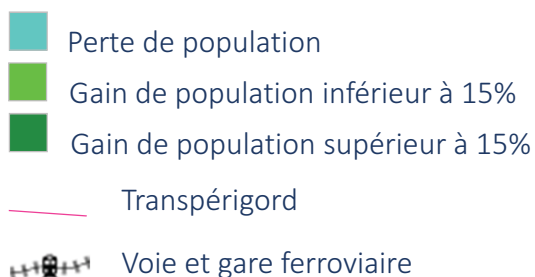 Perte de population
Gain de population inférieur à 15%
Gain de population supérieur à 15%
Transpérigord
Voie et gare ferroviaire